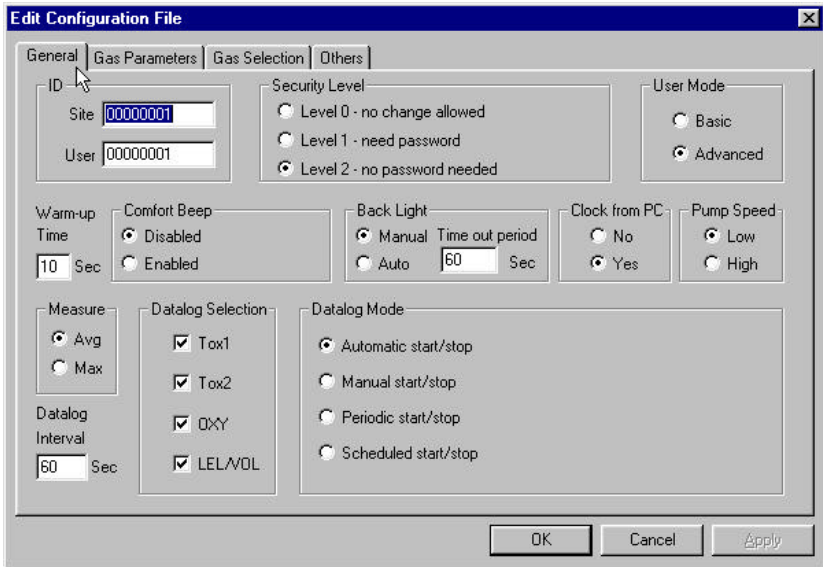 Edit Configuration File
General Gas Parameters Gas Selection Others
ID
Site 00000001
User 00000001
Security Level
Level 0 - no change allowed
Level 1 - need password
Level 2 - no password needed
User Mode
Basic
Advanced
Warm-up
Time
10 Sec
Comfort Beep
Disabled
Enabled
Back Light
Manual Time out period
Auto 60 Sec
Clock from PC
No
Yes
Pump Speed
Low
High
Measure
Avg
Max
Datalog
Interval
60 Sec
Datalog Selection
Tox1
Tox2
OXY
LEL/VOL
Datalog Mode
Automatic start/stop
Manual start/stop
Periodic start/stop
Scheduled start/stop
OK Cancel Apply